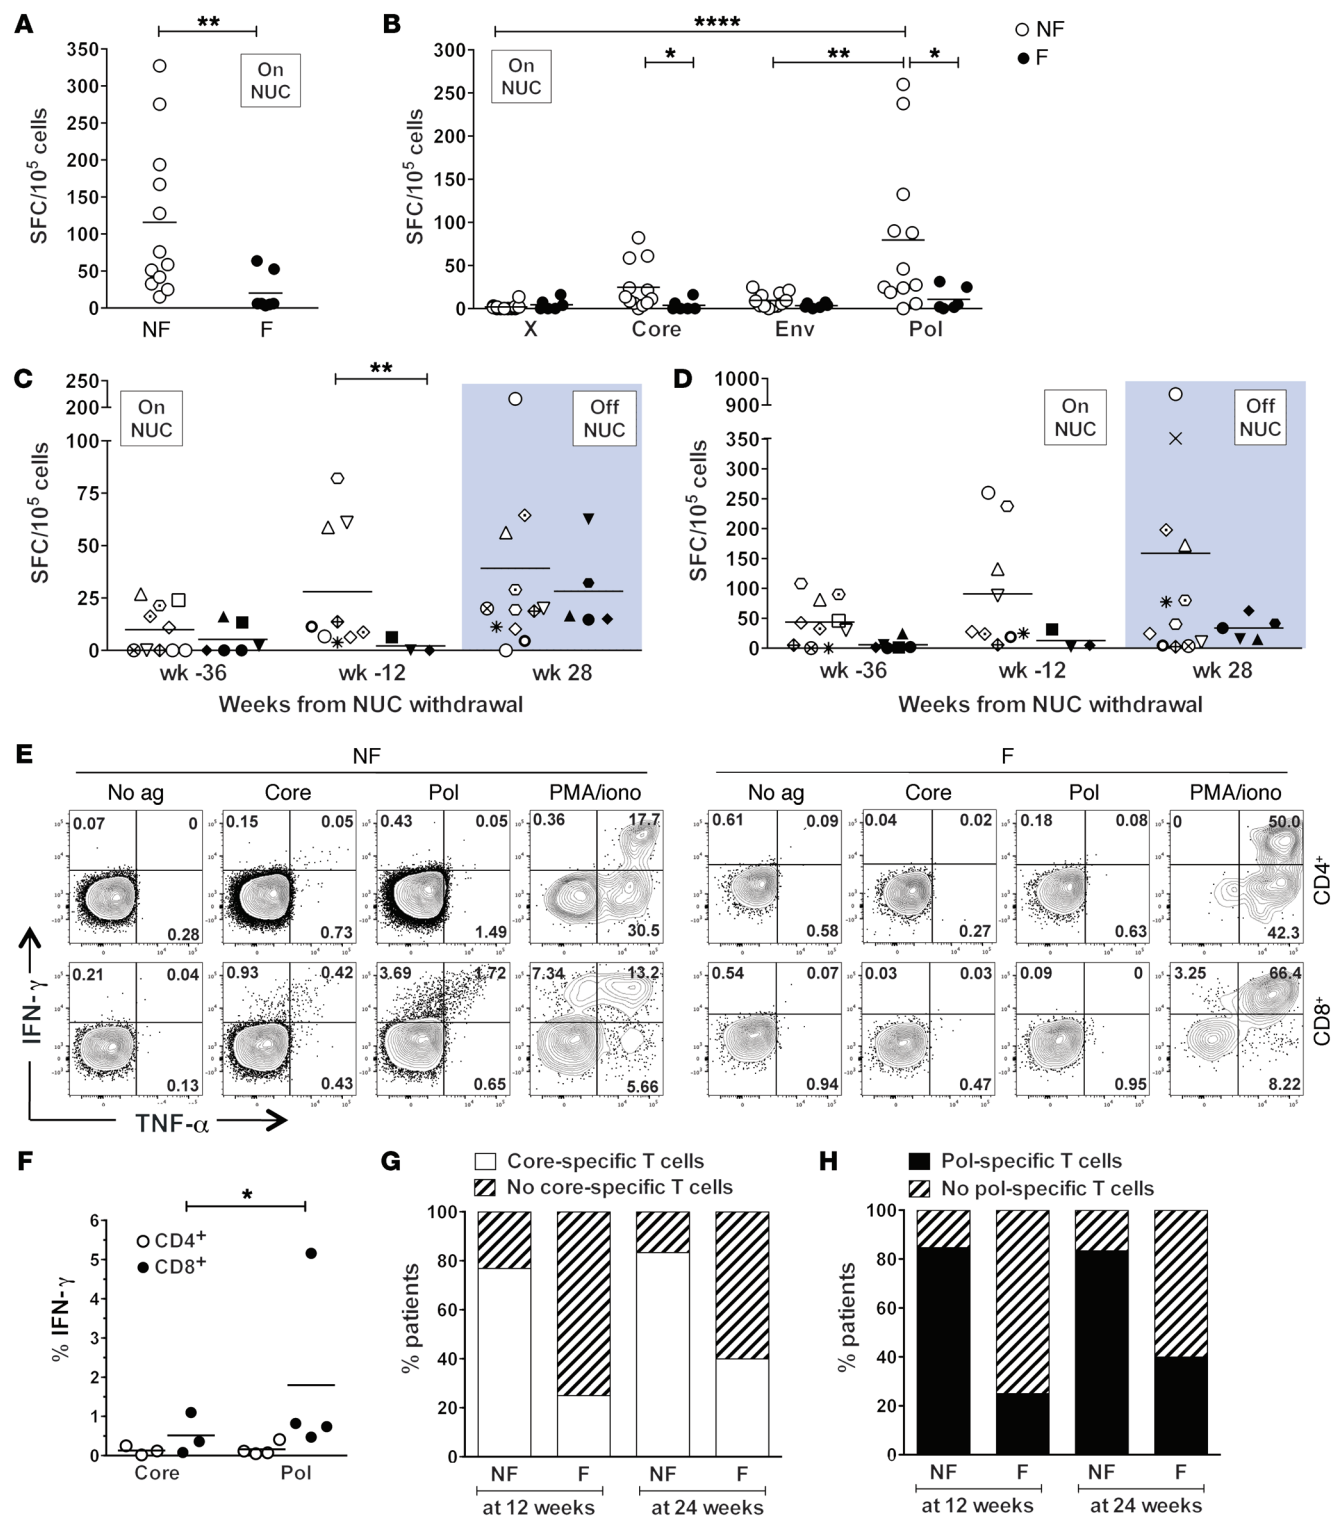 A
**
On
NUC
SFC/10⁵ cells
350
300
250
200
150
100
50
0
NF
F
B
****
*
**
*
NF
F
On
NUC
SFC/10⁵ cells
300
250
200
150
100
50
0
X
Core
Env
Pol
C
**
On
NUC
Off
NUC
SFC/10⁵ cells
250
200
100
75
50
25
0
wk -36
wk -12
wk 28
Weeks from NUC withdrawal
D
On
NUC
Off
NUC
SFC/10⁵ cells
1000
900
350
300
250
200
150
100
50
0
wk -36
wk -12
wk 28
Weeks from NUC withdrawal
E
NF
F
No ag
Core
Pol
PMA/iono
No ag
Core
Pol
PMA/iono
0.07 0
0.28
0.15 0.05
0.73
0.43 0.05
1.49
0.36 17.7
30.5
0.61 0.09
0.58
0.04 0.02
0.27
0.18 0.08
0.63
0 50.0
42.3
CD4⁺
0.21 0.04
0.13
0.93 0.42
0.43
3.69 1.72
0.65
7.34 13.2
5.66
0.54 0.07
0.94
0.03 0.03
0.47
0.09 0
0.95
3.25 66.4
8.22
CD8⁺
IFN-γ
TNF-α
F
*
CD4⁺
CD8⁺
% IFN-γ
6
5
4
3
2
1
0
Core
Pol
G
Core-specific T cells
No core-specific T cells
% patients
100
80
60
40
20
0
NF
F
NF
F
at 12 weeks
at 24 weeks
H
Pol-specific T cells
No pol-specific T cells
% patients
100
80
60
40
20
0
NF
F
NF
F
at 12 weeks
at 24 weeks